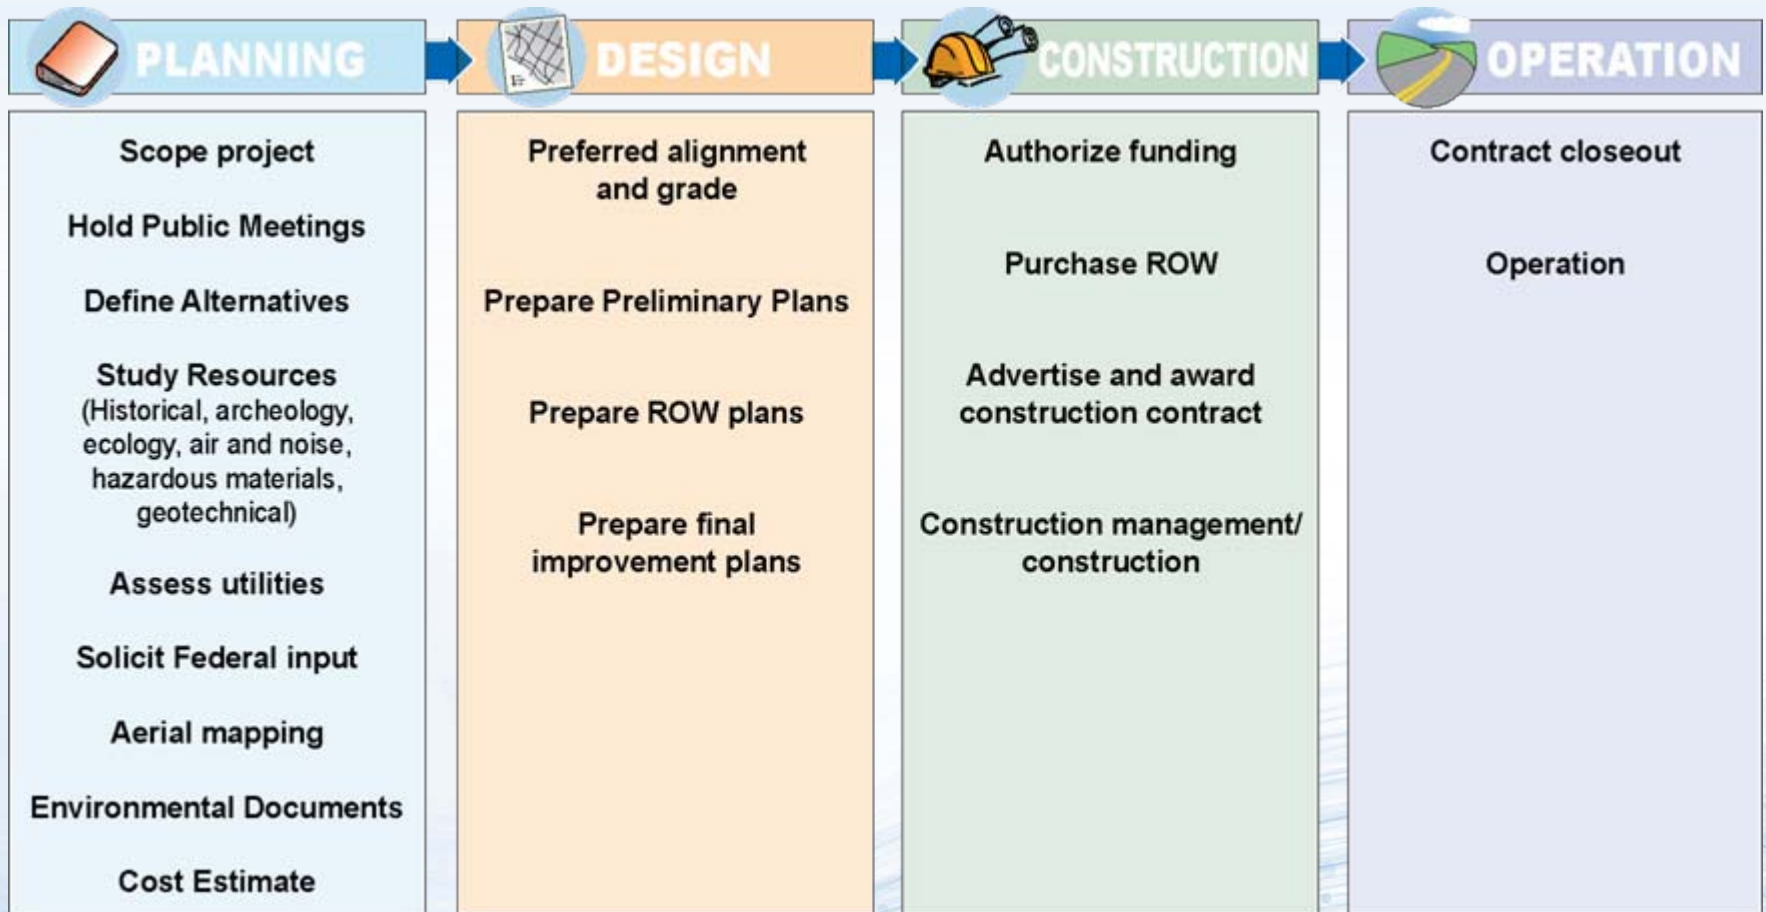 PLANNING
Scope project
Hold Public Meetings
Define Alternatives
Study Resources
(Historical, archeology,
ecology, air and noise,
hazardous materials,
geotechnical)
Assess utilities
Solicit Federal input
Aerial mapping
Environmental Documents
Cost Estimate
DESIGN
Preferred alignment
and grade
Prepare Preliminary Plans
Prepare ROW plans
Prepare final
improvement plans
CONSTRUCTION
Authorize funding
Purchase ROW
Advertise and award
construction contract
Construction management/
construction
OPERATION
Contract closeout
Operation